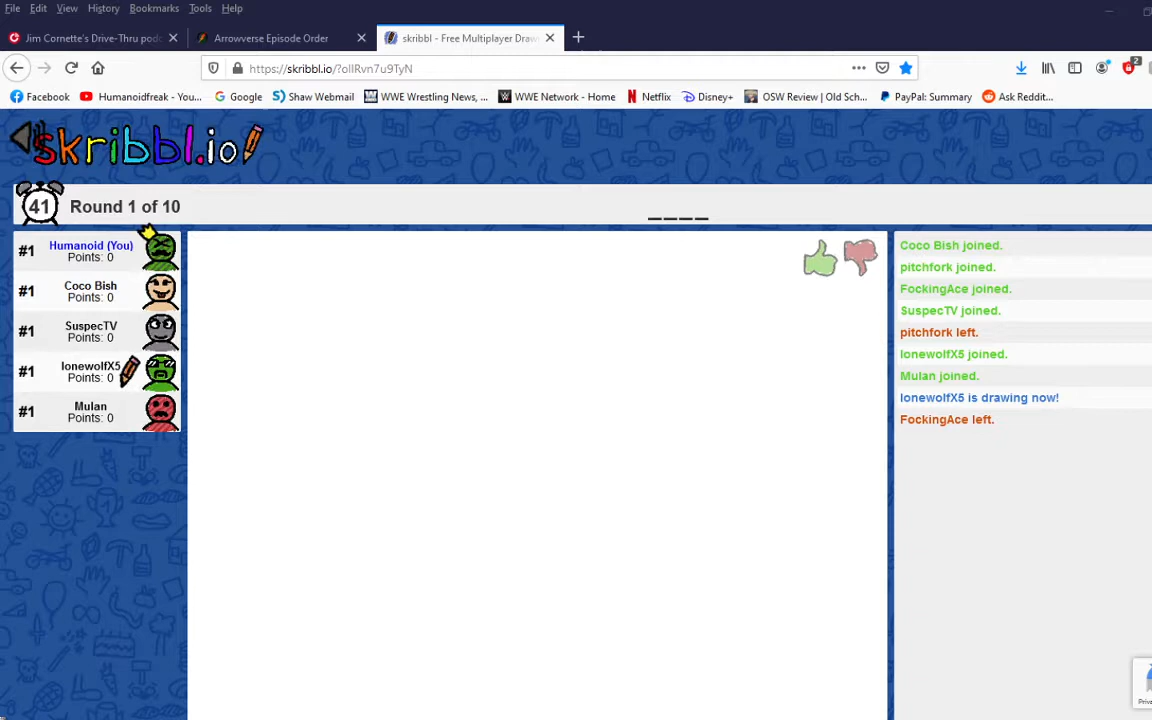 File Edit View History Bookmarks Tools Help
Jim Cornette's Drive-Thru pod
Arrowverse Episode Order
skribbl - Free Multiplayer Draw
https://skribbl.io/?olIRvn7u9TyN
2
Facebook
Humanoidfreak - You...
Google
Shaw Webmail
WWE Wrestling News, ...
WWE Network - Home
Netflix
Disney+
OSW Review | Old Sch...
PayPal: Summary
Ask Reddit...
skribbl.io
41
Round 1 of 10
____
#1
Humanoid (You)
Points: 0
#1
Coco Bish
Points: 0
#1
SuspecTV
Points: 0
#1
lonewolfX5
Points: 0
#1
Mulan
Points: 0
Coco Bish joined.
pitchfork joined.
FockingAce joined.
SuspecTV joined.
pitchfork left.
lonewolfX5 joined.
Mulan joined.
lonewolfX5 is drawing now!
FockingAce left.